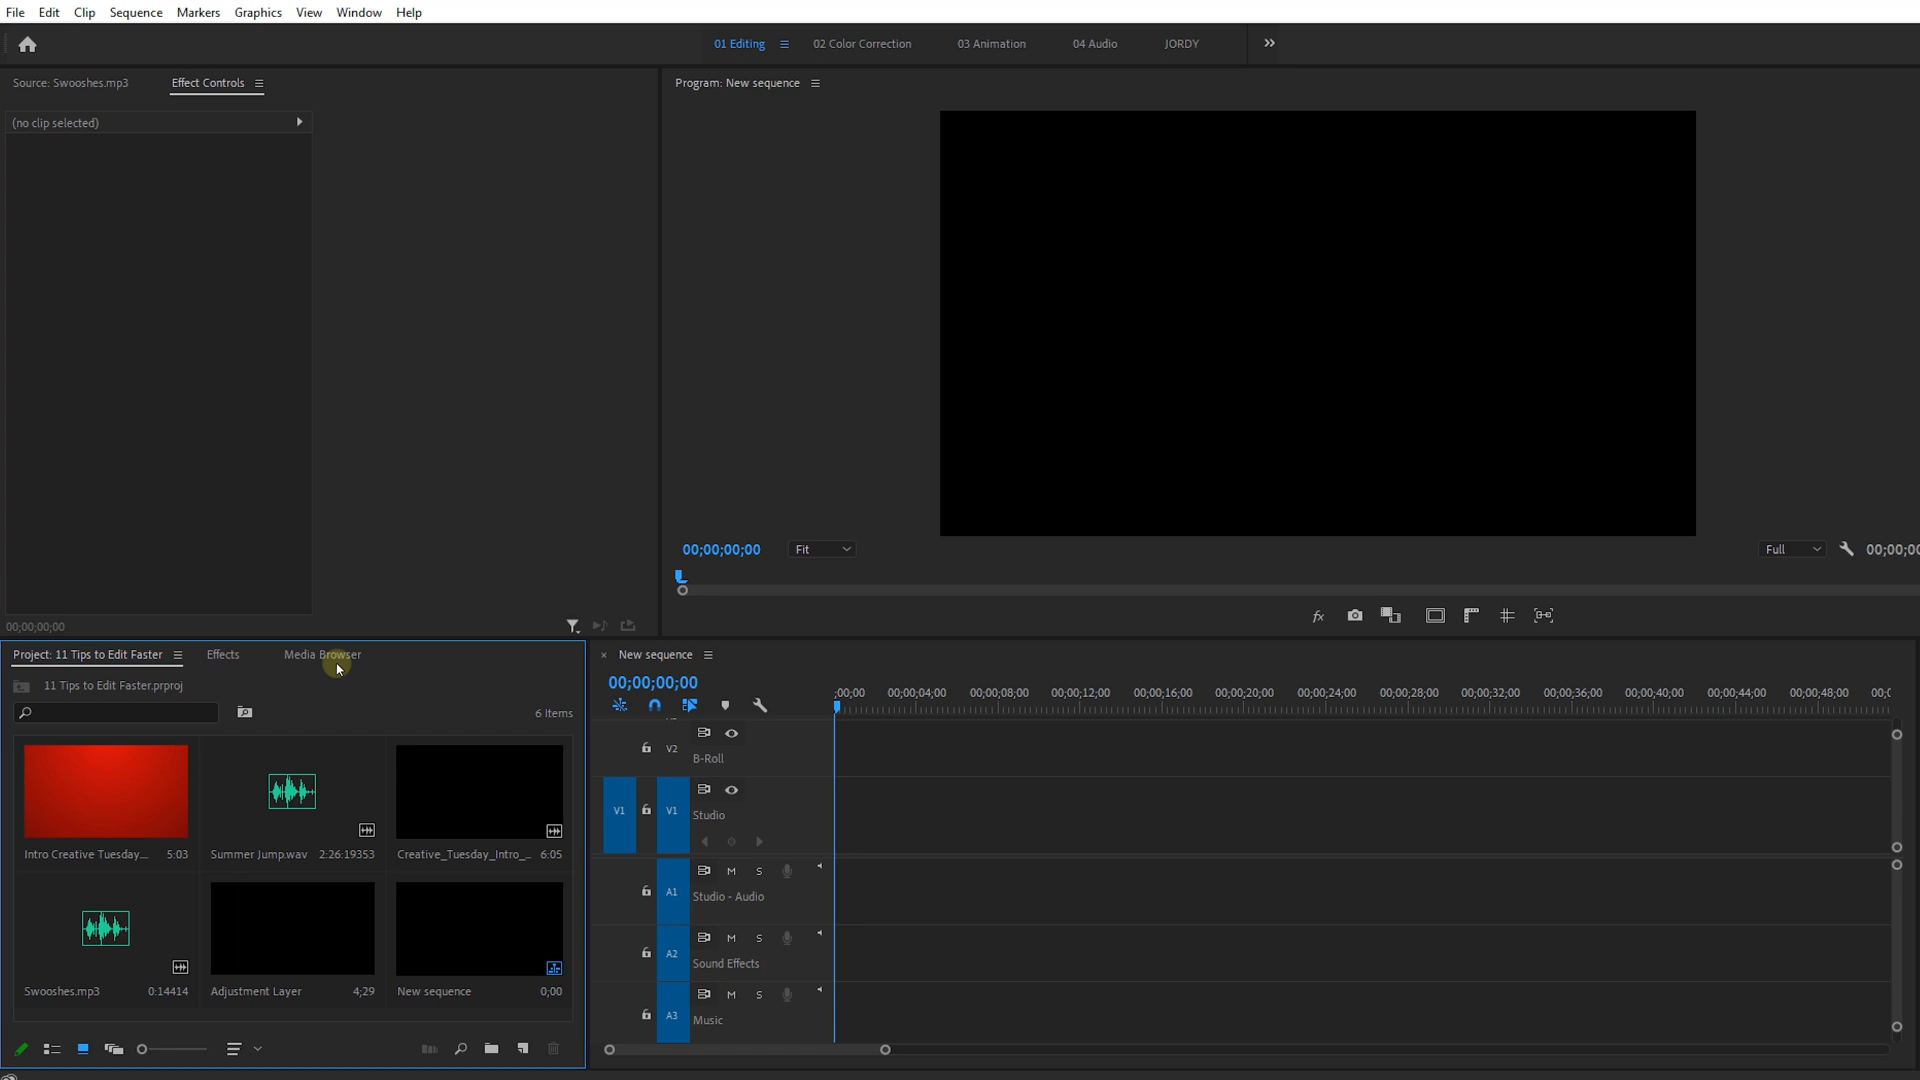 File Edit Clip Sequence Markers Graphics View Window Help
01 Editing 02 Color Correction 03 Animation 04 Audio JORDY
Source: Swooshes.mp3 Effect Controls
(no clip selected)
00;00;00;00
Program: New sequence
00;00;00;00 Fit Full 00;00;0
Project: 11 Tips to Edit Faster Effects Media Browser
11 Tips to Edit Faster.prproj
6 Items
Intro Creative Tuesday... 5:03 Summer Jump.wav 2:26:19353 Creative_Tuesday_Intro_... 6:05
Swooshes.mp3 0:14414 Adjustment Layer 4;29 New sequence 0;00
× New sequence
00;00;00;00
;00;00 00;00;04;00 00;00;08;00 00;00;12;00 00;00;16;00 00;00;20;00 00;00;24;00 00;00;28;00 00;00;32;00 00;00;36;00 00;00;40;00 00;00;44;00 00;00;48;00 00;
V2
B-Roll
V1 V1
Studio
A1 M S
Studio - Audio
A2 M S
Sound Effects
A3 M S
Music
fx